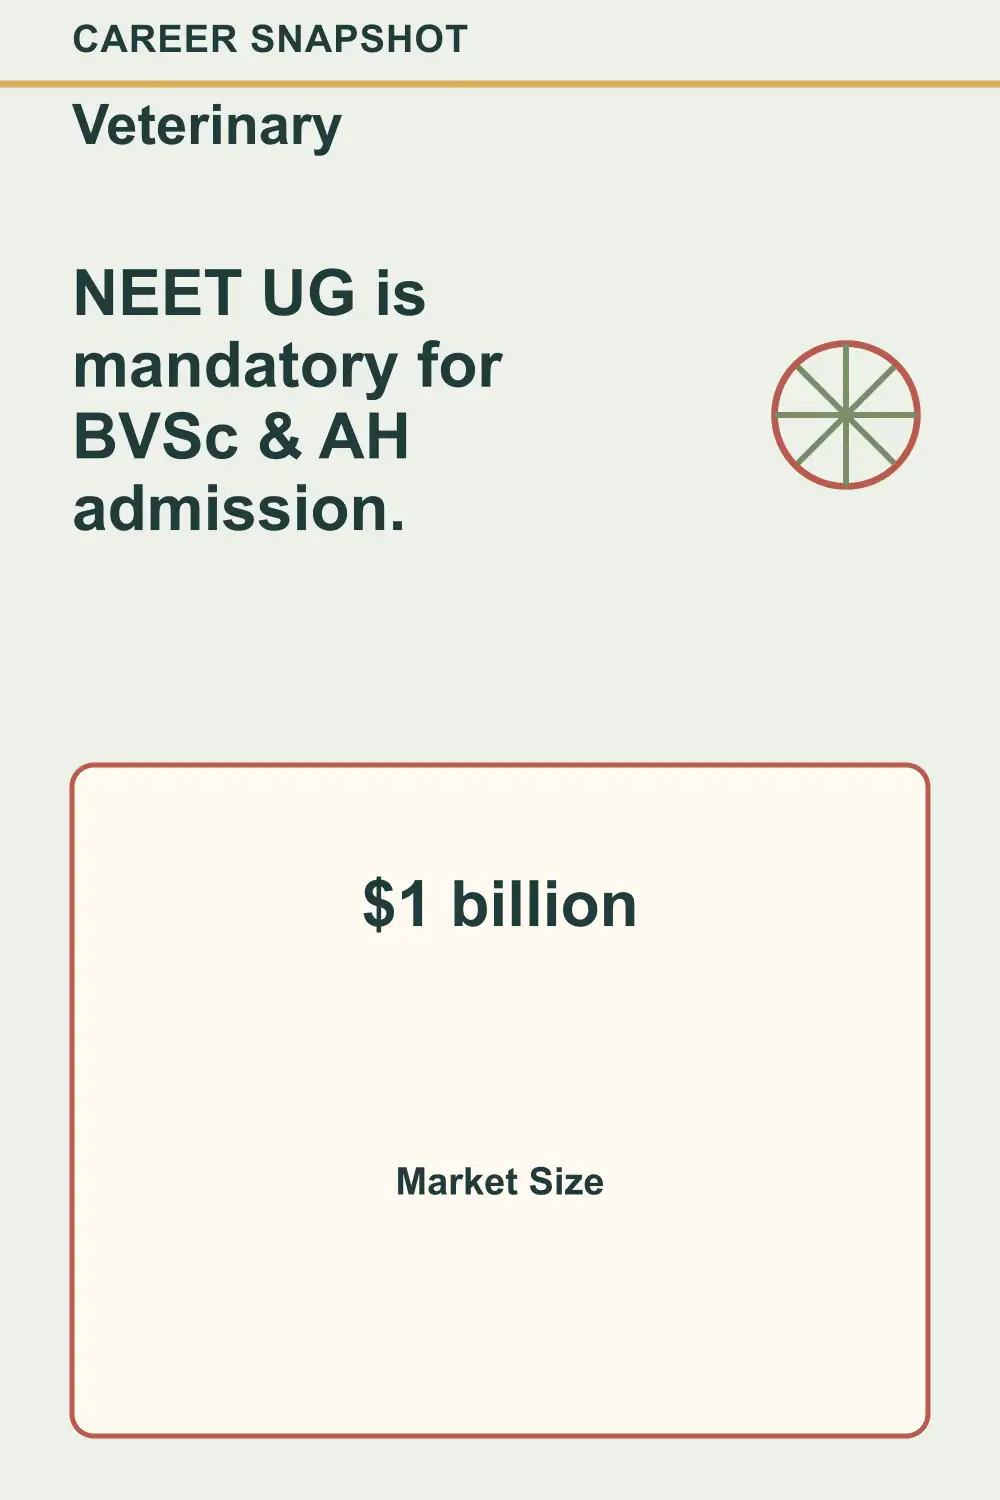 CAREER SNAPSHOT
Veterinary
NEET UG is
mandatory for
BVSc & AH
admission.
$1 billion
Market Size